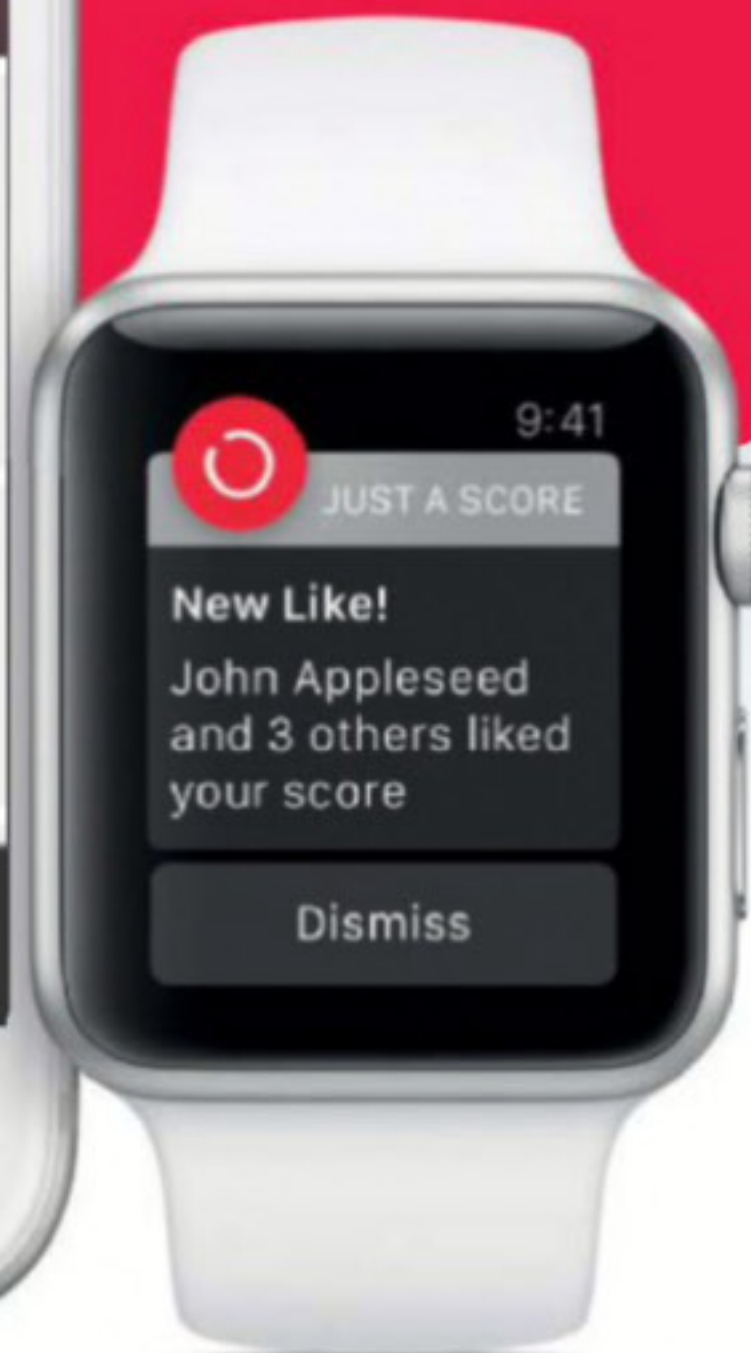 9:41
JUST A SCORE
New Like!
John Appleseed
and 3 others liked
your score
Dismiss